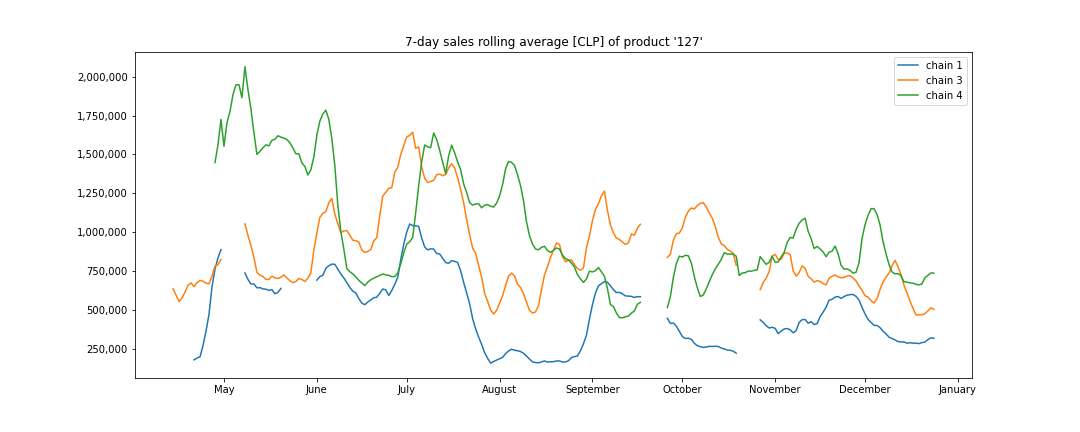 7-day sales rolling average [CLP] of product '127'
chain 1
chain 3
chain 4
2,000,000
1,750,000
1,500,000
1,250,000
1,000,000
750,000
500,000
250,000
May June July August September October November December January